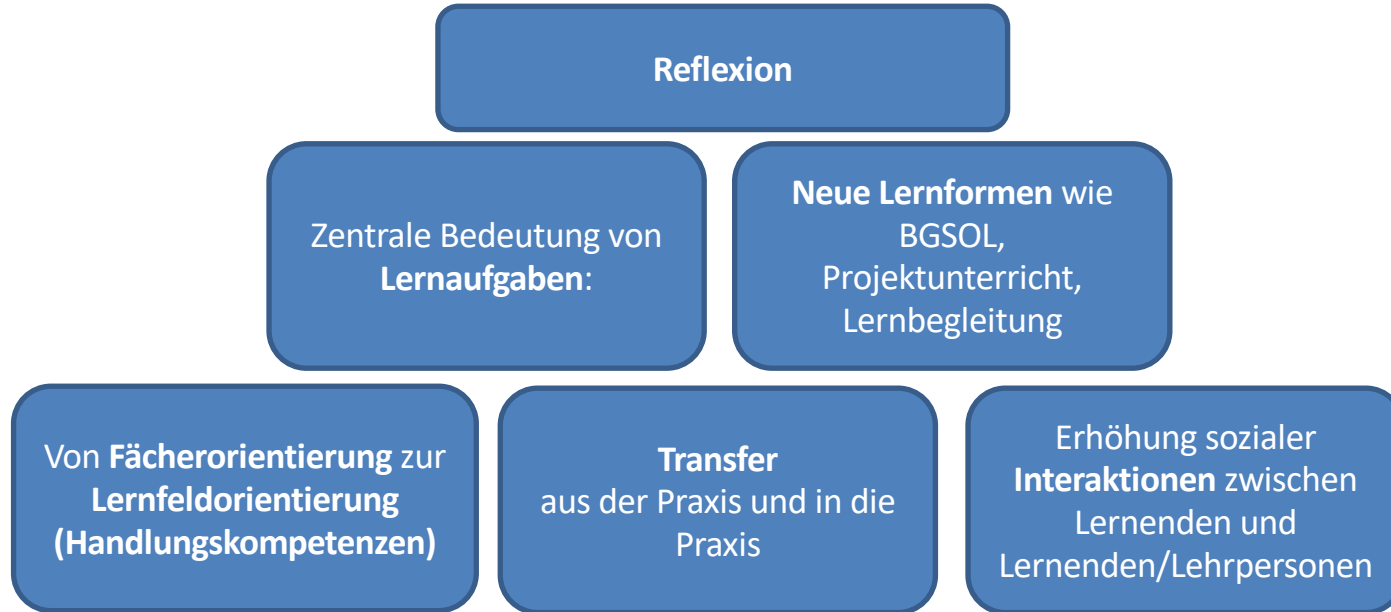 Reflexion
Zentrale Bedeutung von
Lernaufgaben:
Neue Lernformen wie
BGSOL,
Projektunterricht,
Lernbegleitung
Von Fächerorientierung zur
Lernfeldorientierung
(Handlungskompetenzen)
Transfer
aus der Praxis und in die
Praxis
Erhöhung sozialer
Interaktionen zwischen
Lernenden und
Lernenden/Lehrpersonen